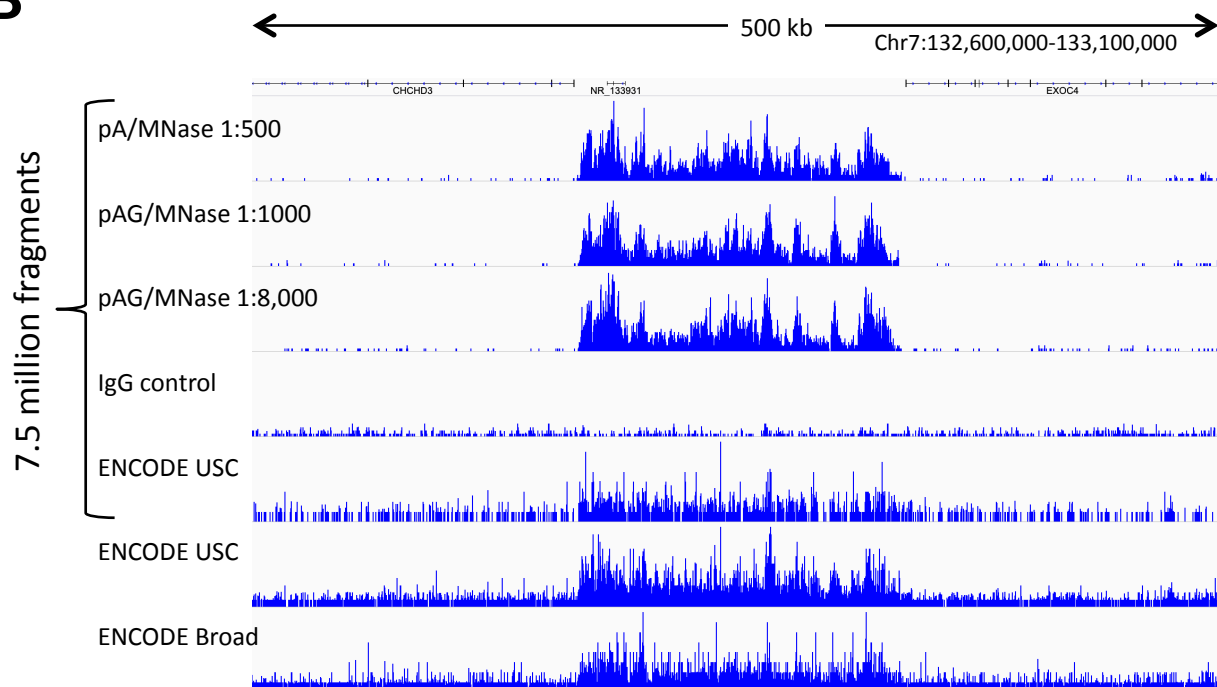 B
500 kb
Chr7:132,600,000-133,100,000
CHCHD3 NR_133931 EXOC4
7.5 million fragments
pA/MNase 1:500
pAG/MNase 1:1000
pAG/MNase 1:8,000
IgG control
ENCODE USC
ENCODE USC
ENCODE Broad